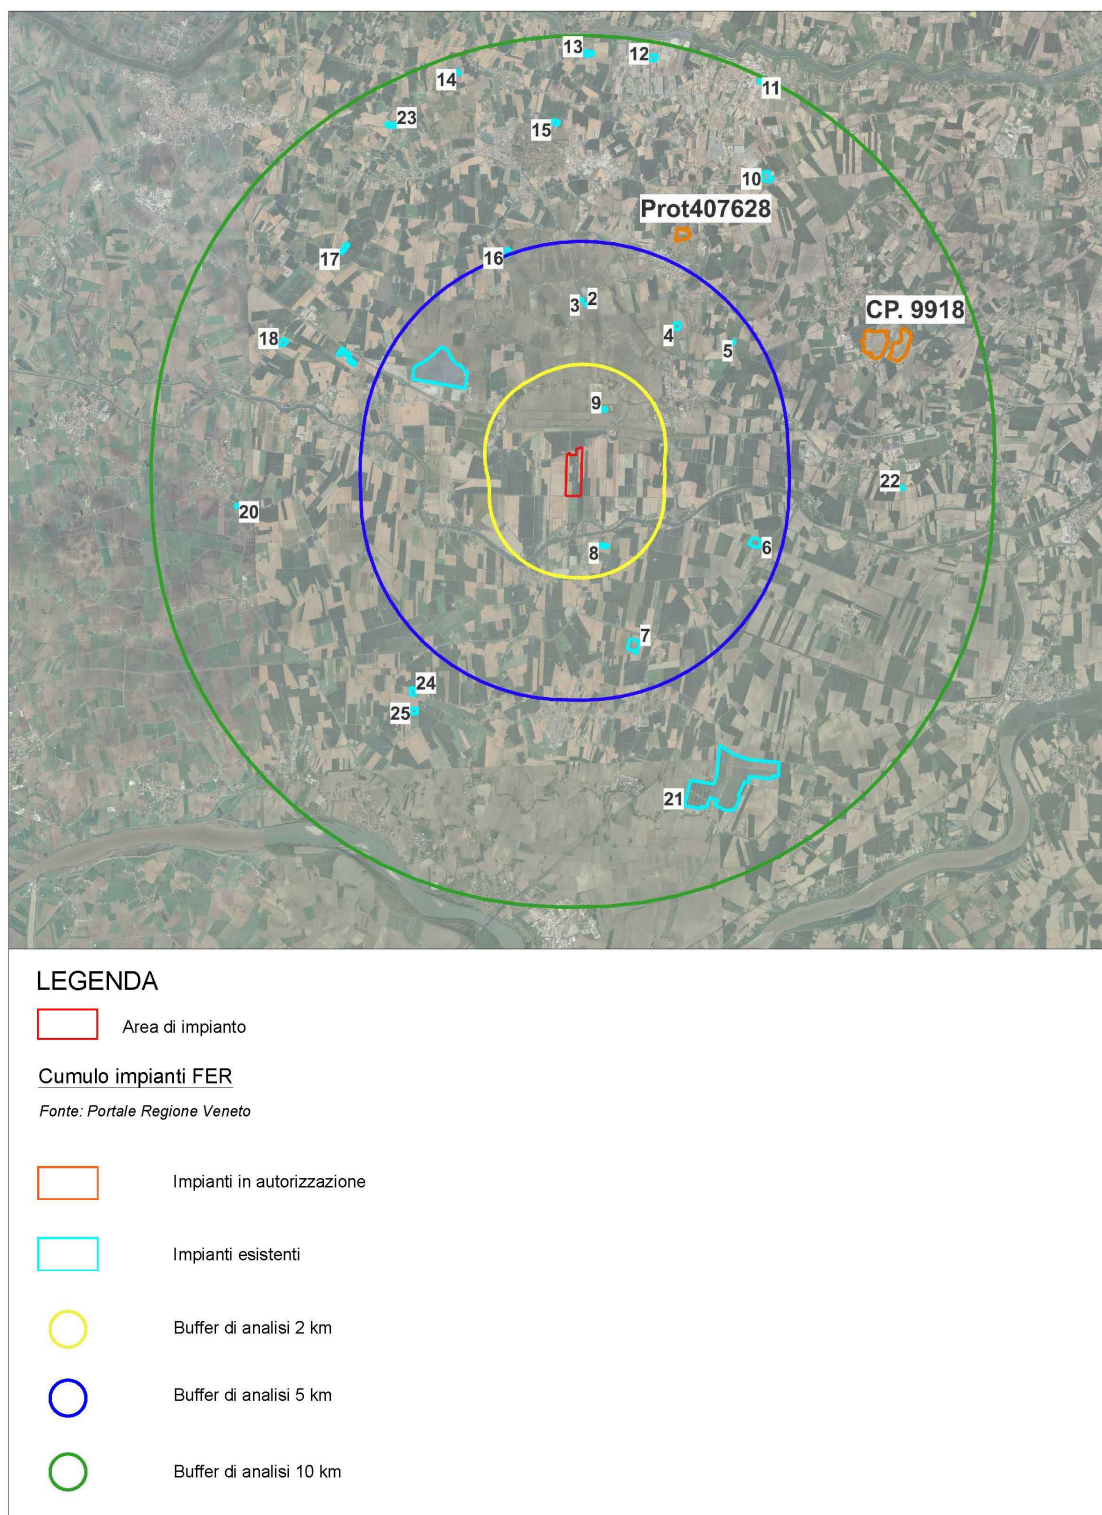 13
12
14
11
23
15
10
Prot407628
17
16
3
2
CP. 9918
4
18
5
9
22
20
8
6
7
24
25
21
LEGENDA
Area di impianto
Cumulo impianti FER
Fonte: Portale Regione Veneto
Impianti in autorizzazione
Impianti esistenti
Buffer di analisi 2 km
Buffer di analisi 5 km
Buffer di analisi 10 km